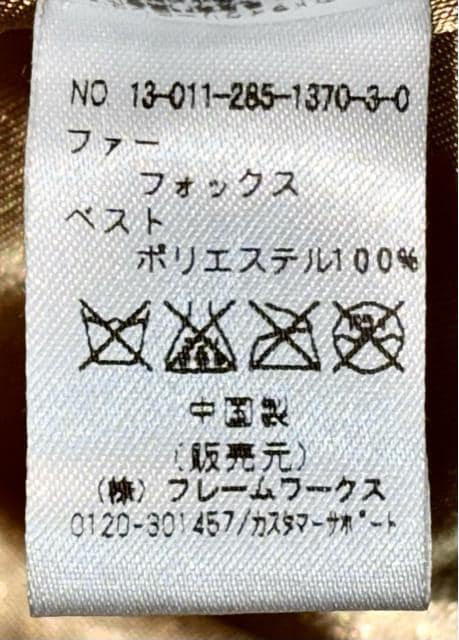 NO 13-011-285-1370-3-0
ファー
フォックス
ベスト
ポリエステル100%
中国製
(販売元)
(株)フレームワークス
0120-301457/カスタマーサポート